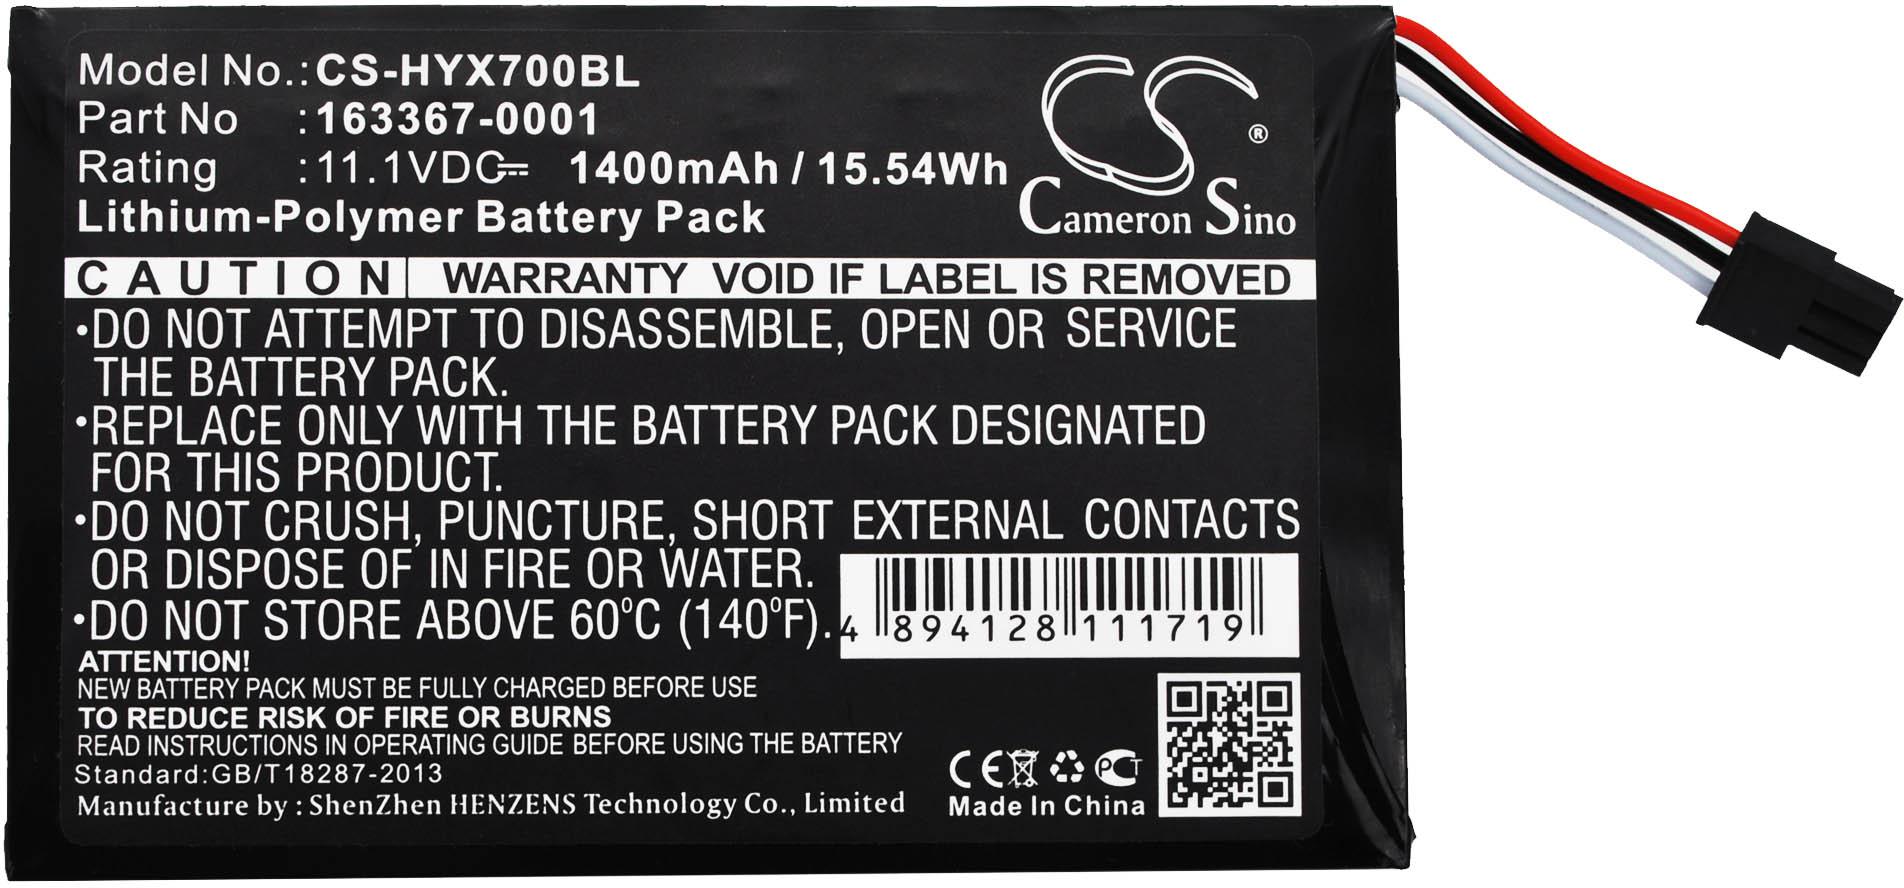 Model No.:CS-HYX700BL
Part No :163367-0001
Rating :11.1VDC⎓ 1400mAh / 15.54Wh
Lithium-Polymer Battery Pack
CS®
Cameron Sino
CAUTION WARRANTY VOID IF LABEL IS REMOVED
•DO NOT ATTEMPT TO DISASSEMBLE, OPEN OR SERVICE
THE BATTERY PACK.
•REPLACE ONLY WITH THE BATTERY PACK DESIGNATED
FOR THIS PRODUCT.
•DO NOT CRUSH, PUNCTURE, SHORT EXTERNAL CONTACTS
OR DISPOSE OF IN FIRE OR WATER.
•DO NOT STORE ABOVE 60⁰C (140⁰F).
4 894128 111719
ATTENTION!
NEW BATTERY PACK MUST BE FULLY CHARGED BEFORE USE
TO REDUCE RISK OF FIRE OR BURNS
READ INSTRUCTIONS IN OPERATING GUIDE BEFORE USING THE BATTERY
Standard:GB/T18287-2013
Manufacture by : ShenZhen HENZENS Technology Co., Limited
CE PCT
Made In China